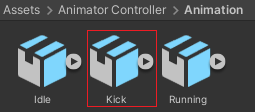 Assets > Animator Controller > Animation
Idle Kick Running